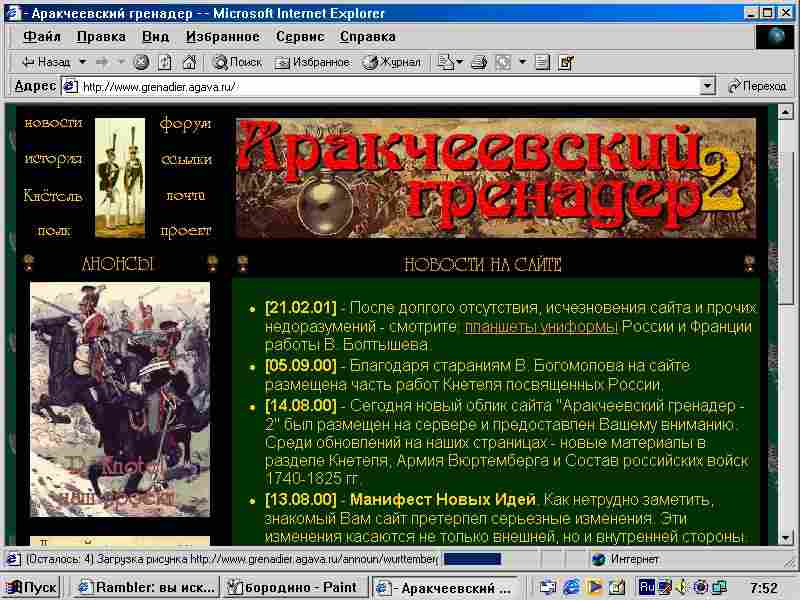 - Аракчеевский гренадер - - Microsoft Internet Explorer
Файл Правка Вид Избранное Сервис Справка
Назад Поиск Избранное Журнал
Адрес http://www.grenadier.agava.ru/ Переход
новости форум
история ссылки
Кнётель почта
полк проект
Аракчеевский
гренадер 2
АНОНСЫ
НОВОСТИ НА САЙТЕ
[21.02.01] - После долгого отсутствия, исчезновения сайта и прочих
недоразумений - смотрите: планшеты униформы России и Франции
работы В. Болтышева.
[05.09.00] - Благодаря стараниям В. Богомолова на сайте
размещена часть работ Кнетеля посвященных России.
[14.08.00] - Сегодня новый облик сайта "Аракчеевский гренадер -
2" был размещен на сервере и предоставлен Вашему вниманию.
Среди обновлений на наших страницах - новые материалы в
разделе Кнетеля, Армия Вюртемберга и Состав российских войск
1740-1825 гг.
[13.08.00] - Манифест Новых Идей. Как нетрудно заметить,
знакомый Вам сайт претерпел серьезные изменения. Эти
изменения касаются не только внешней, но и внутренней стороны.
Knotel
наш проект
(Осталось: 4) Загрузка рисунка http://www.grenadier.agava.ru/announ/wurttemberg Интернет
Пуск Rambler: вы иск... бородино - Paint - Аракчеевский ... Ru 7:52